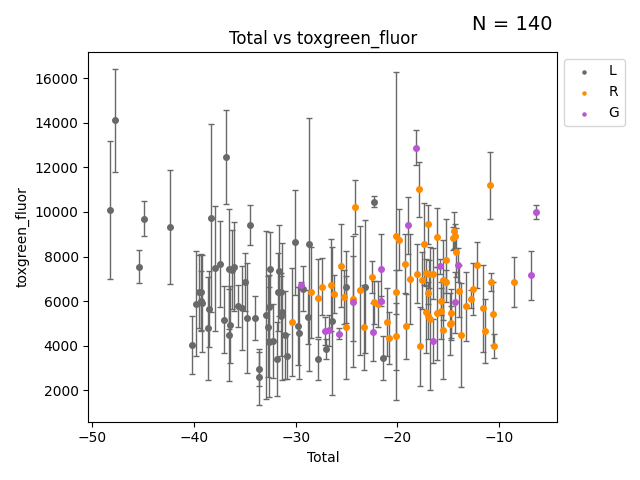 N = 140
Total vs toxgreen_fluor
L
R
G
toxgreen_fluor
16000
14000
12000
10000
8000
6000
4000
2000
−50
−40
−30
−20
−10
Total